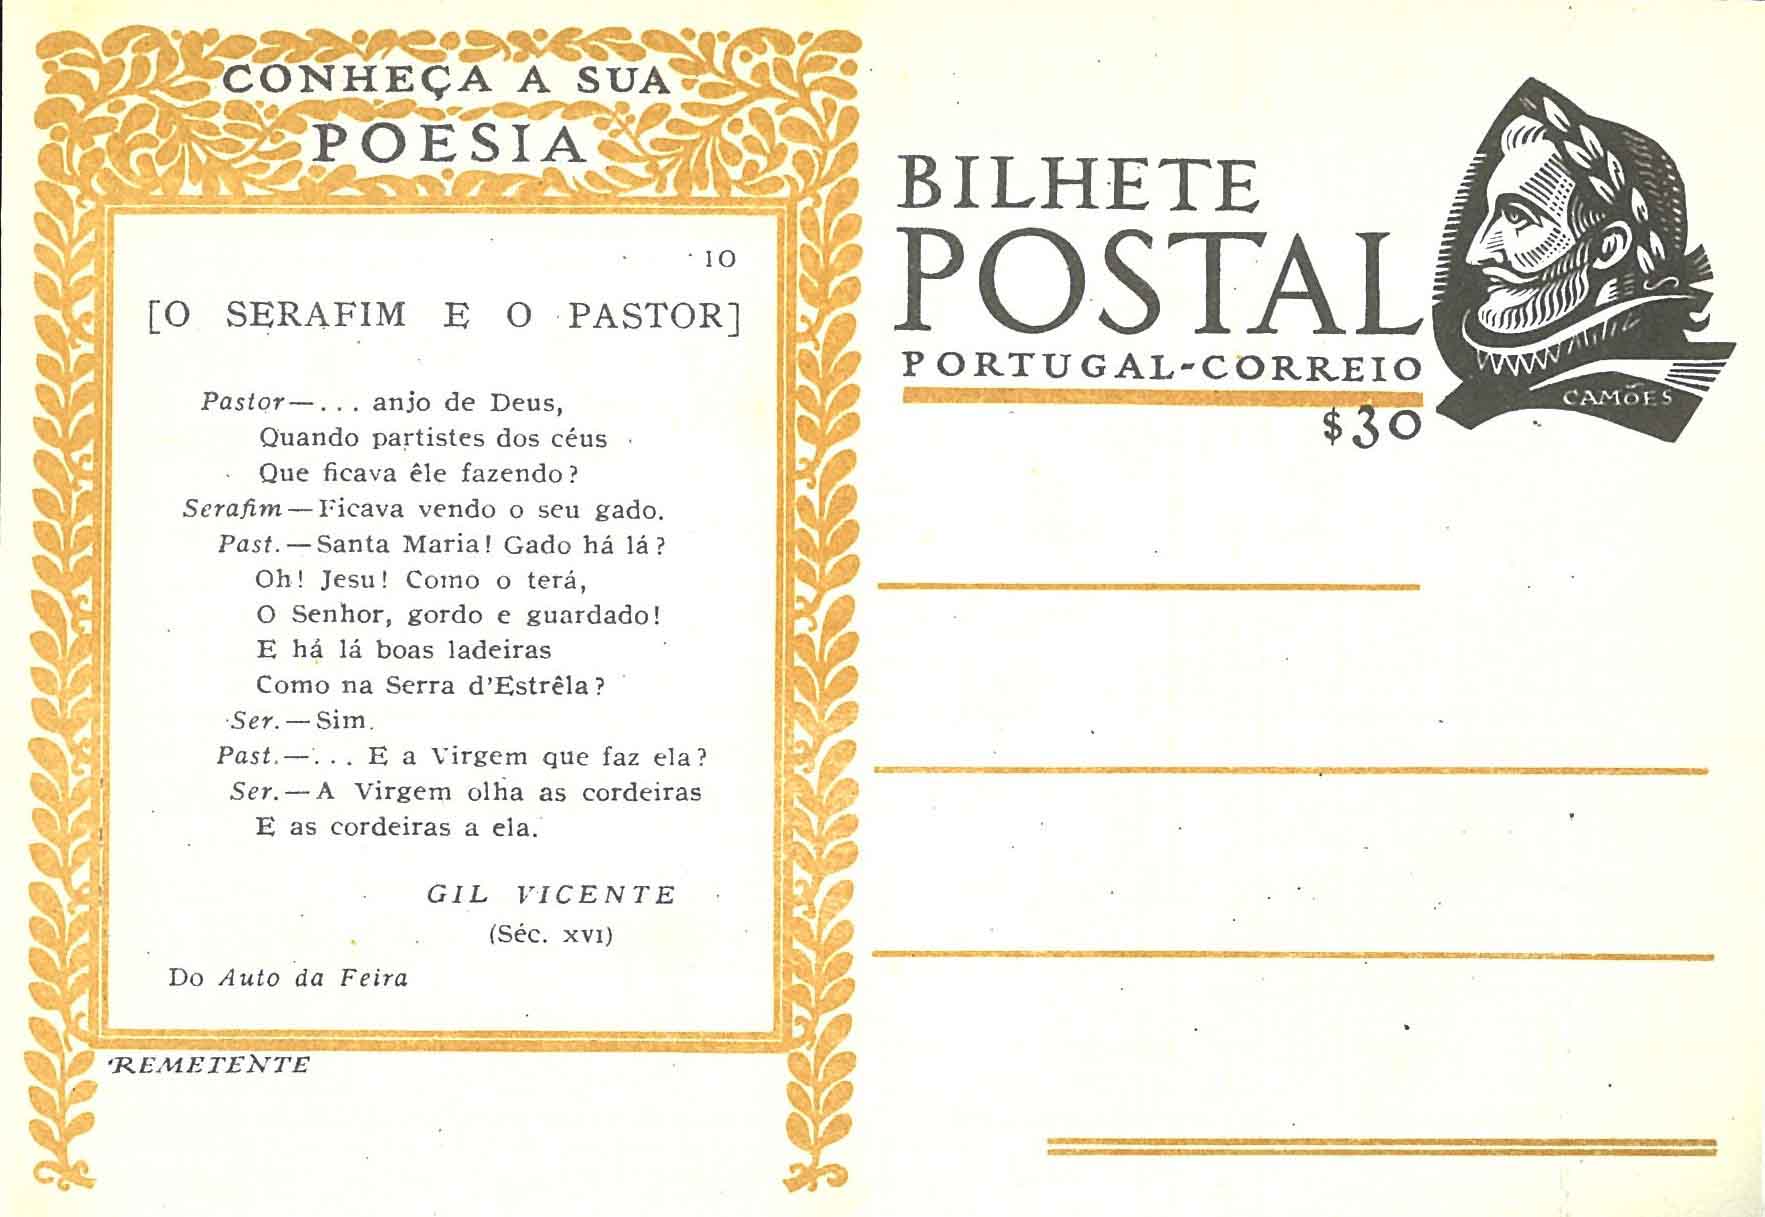 CONHEÇA A SUA
POESIA
10
[O SERAFIM E O PASTOR]
Pastor—... anjo de Deus,
Quando partistes dos céus
Que ficava êle fazendo?
Serafim—Ficava vendo o seu gado.
Past.—Santa Maria! Gado há lá?
Oh! Jesu! Como o terá,
O Senhor, gordo e guardado!
E há lá boas ladeiras
Como na Serra d'Estrêla?
Ser.—Sim.
Past.—... E a Virgem que faz ela?
Ser.—A Virgem olha as cordeiras
E as cordeiras a ela.
GIL VICENTE
(Séc. XVI)
Do Auto da Feira
REMETENTE
BILHETE
POSTAL
PORTUGAL-CORREIO
$30
CAMÕES